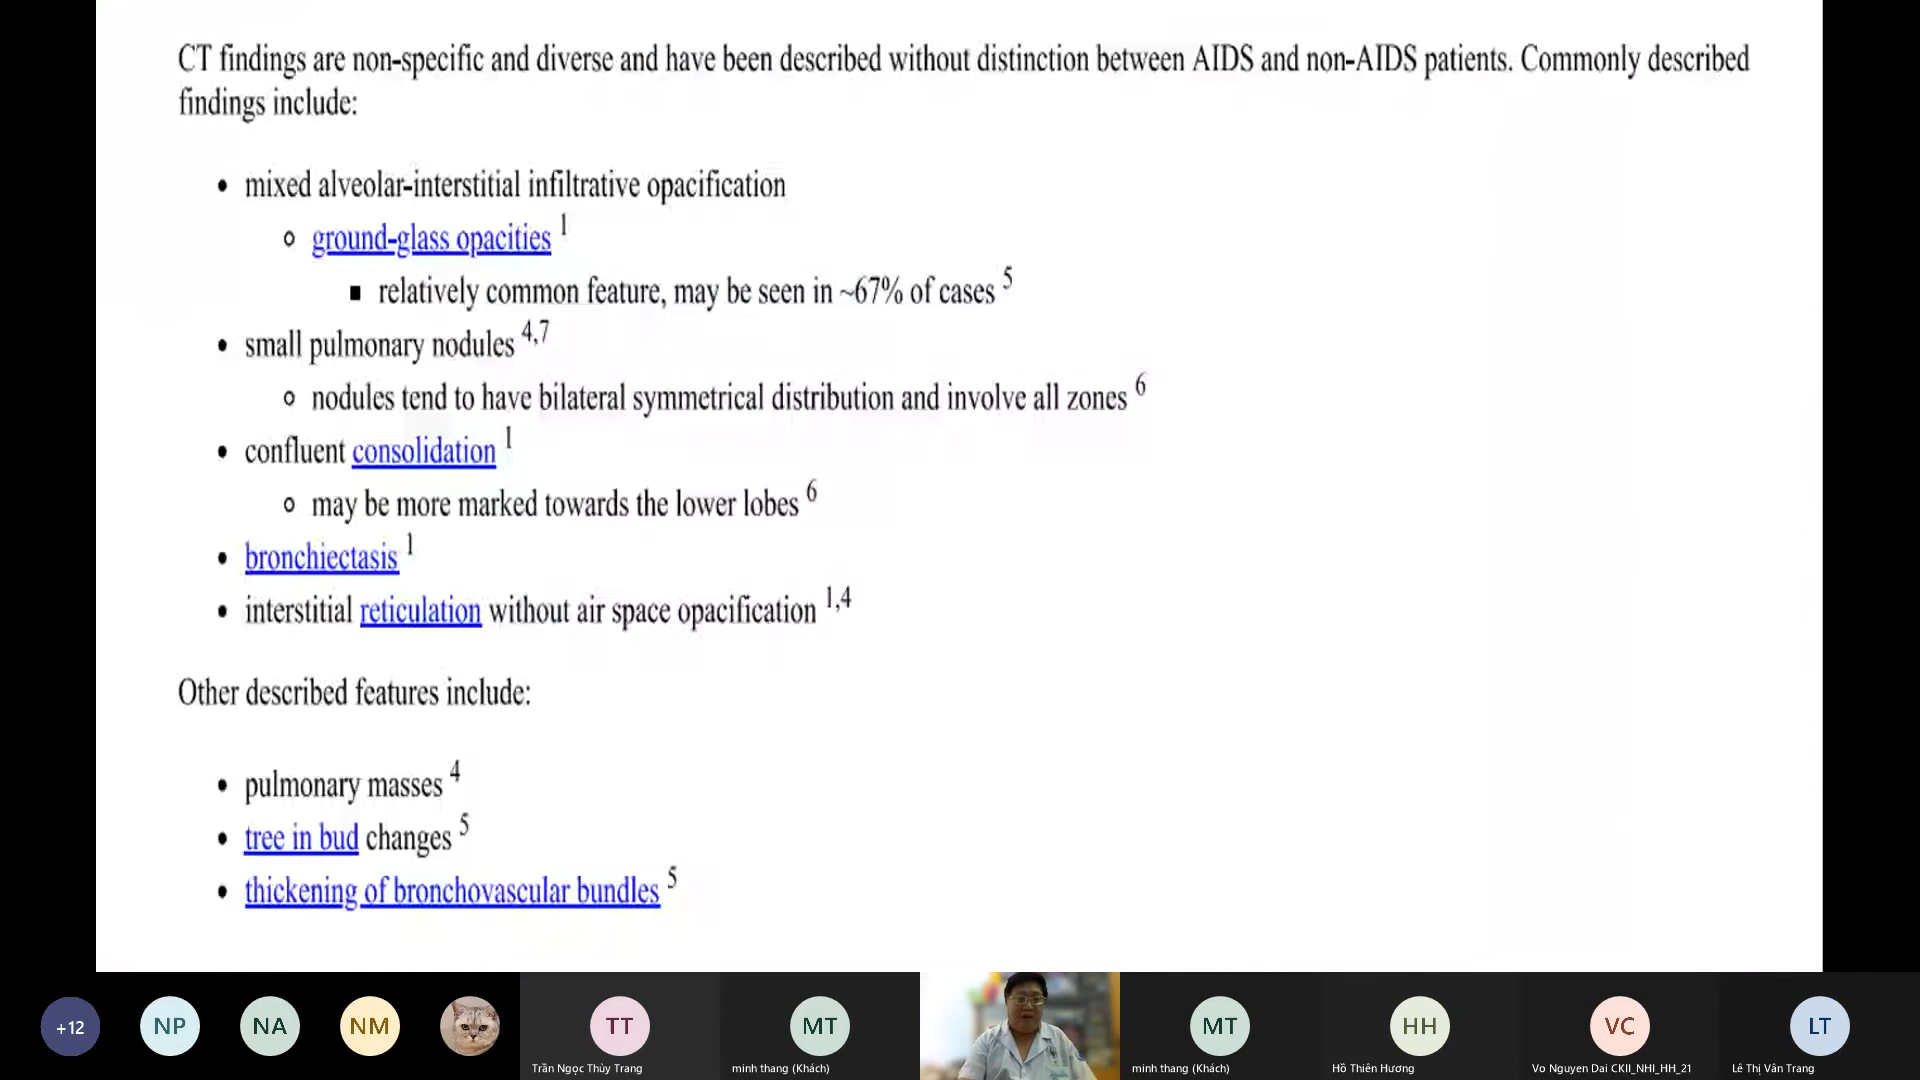 CT findings are non-specific and diverse and have been described without distinction between AIDS and non-AIDS patients. Commonly described
findings include:
• mixed alveolar-interstitial infiltrative opacification
o ground-glass opacities 1
▪ relatively common feature, may be seen in ~67% of cases 5
• small pulmonary nodules 4,7
o nodules tend to have bilateral symmetrical distribution and involve all zones 6
• confluent consolidation 1
o may be more marked towards the lower lobes 6
• bronchiectasis 1
• interstitial reticulation without air space opacification 1,4
Other described features include:
• pulmonary masses 4
• tree in bud changes 5
• thickening of bronchovascular bundles 5
+12 NP NA NM TT MT MT HH VC LT
Trần Ngọc Thùy Trang minh thang (Khách) minh thang (Khách) Hồ Thiên Hương Vo Nguyen Dai CKII_NHI_HH_21 Lê Thị Vân Trang